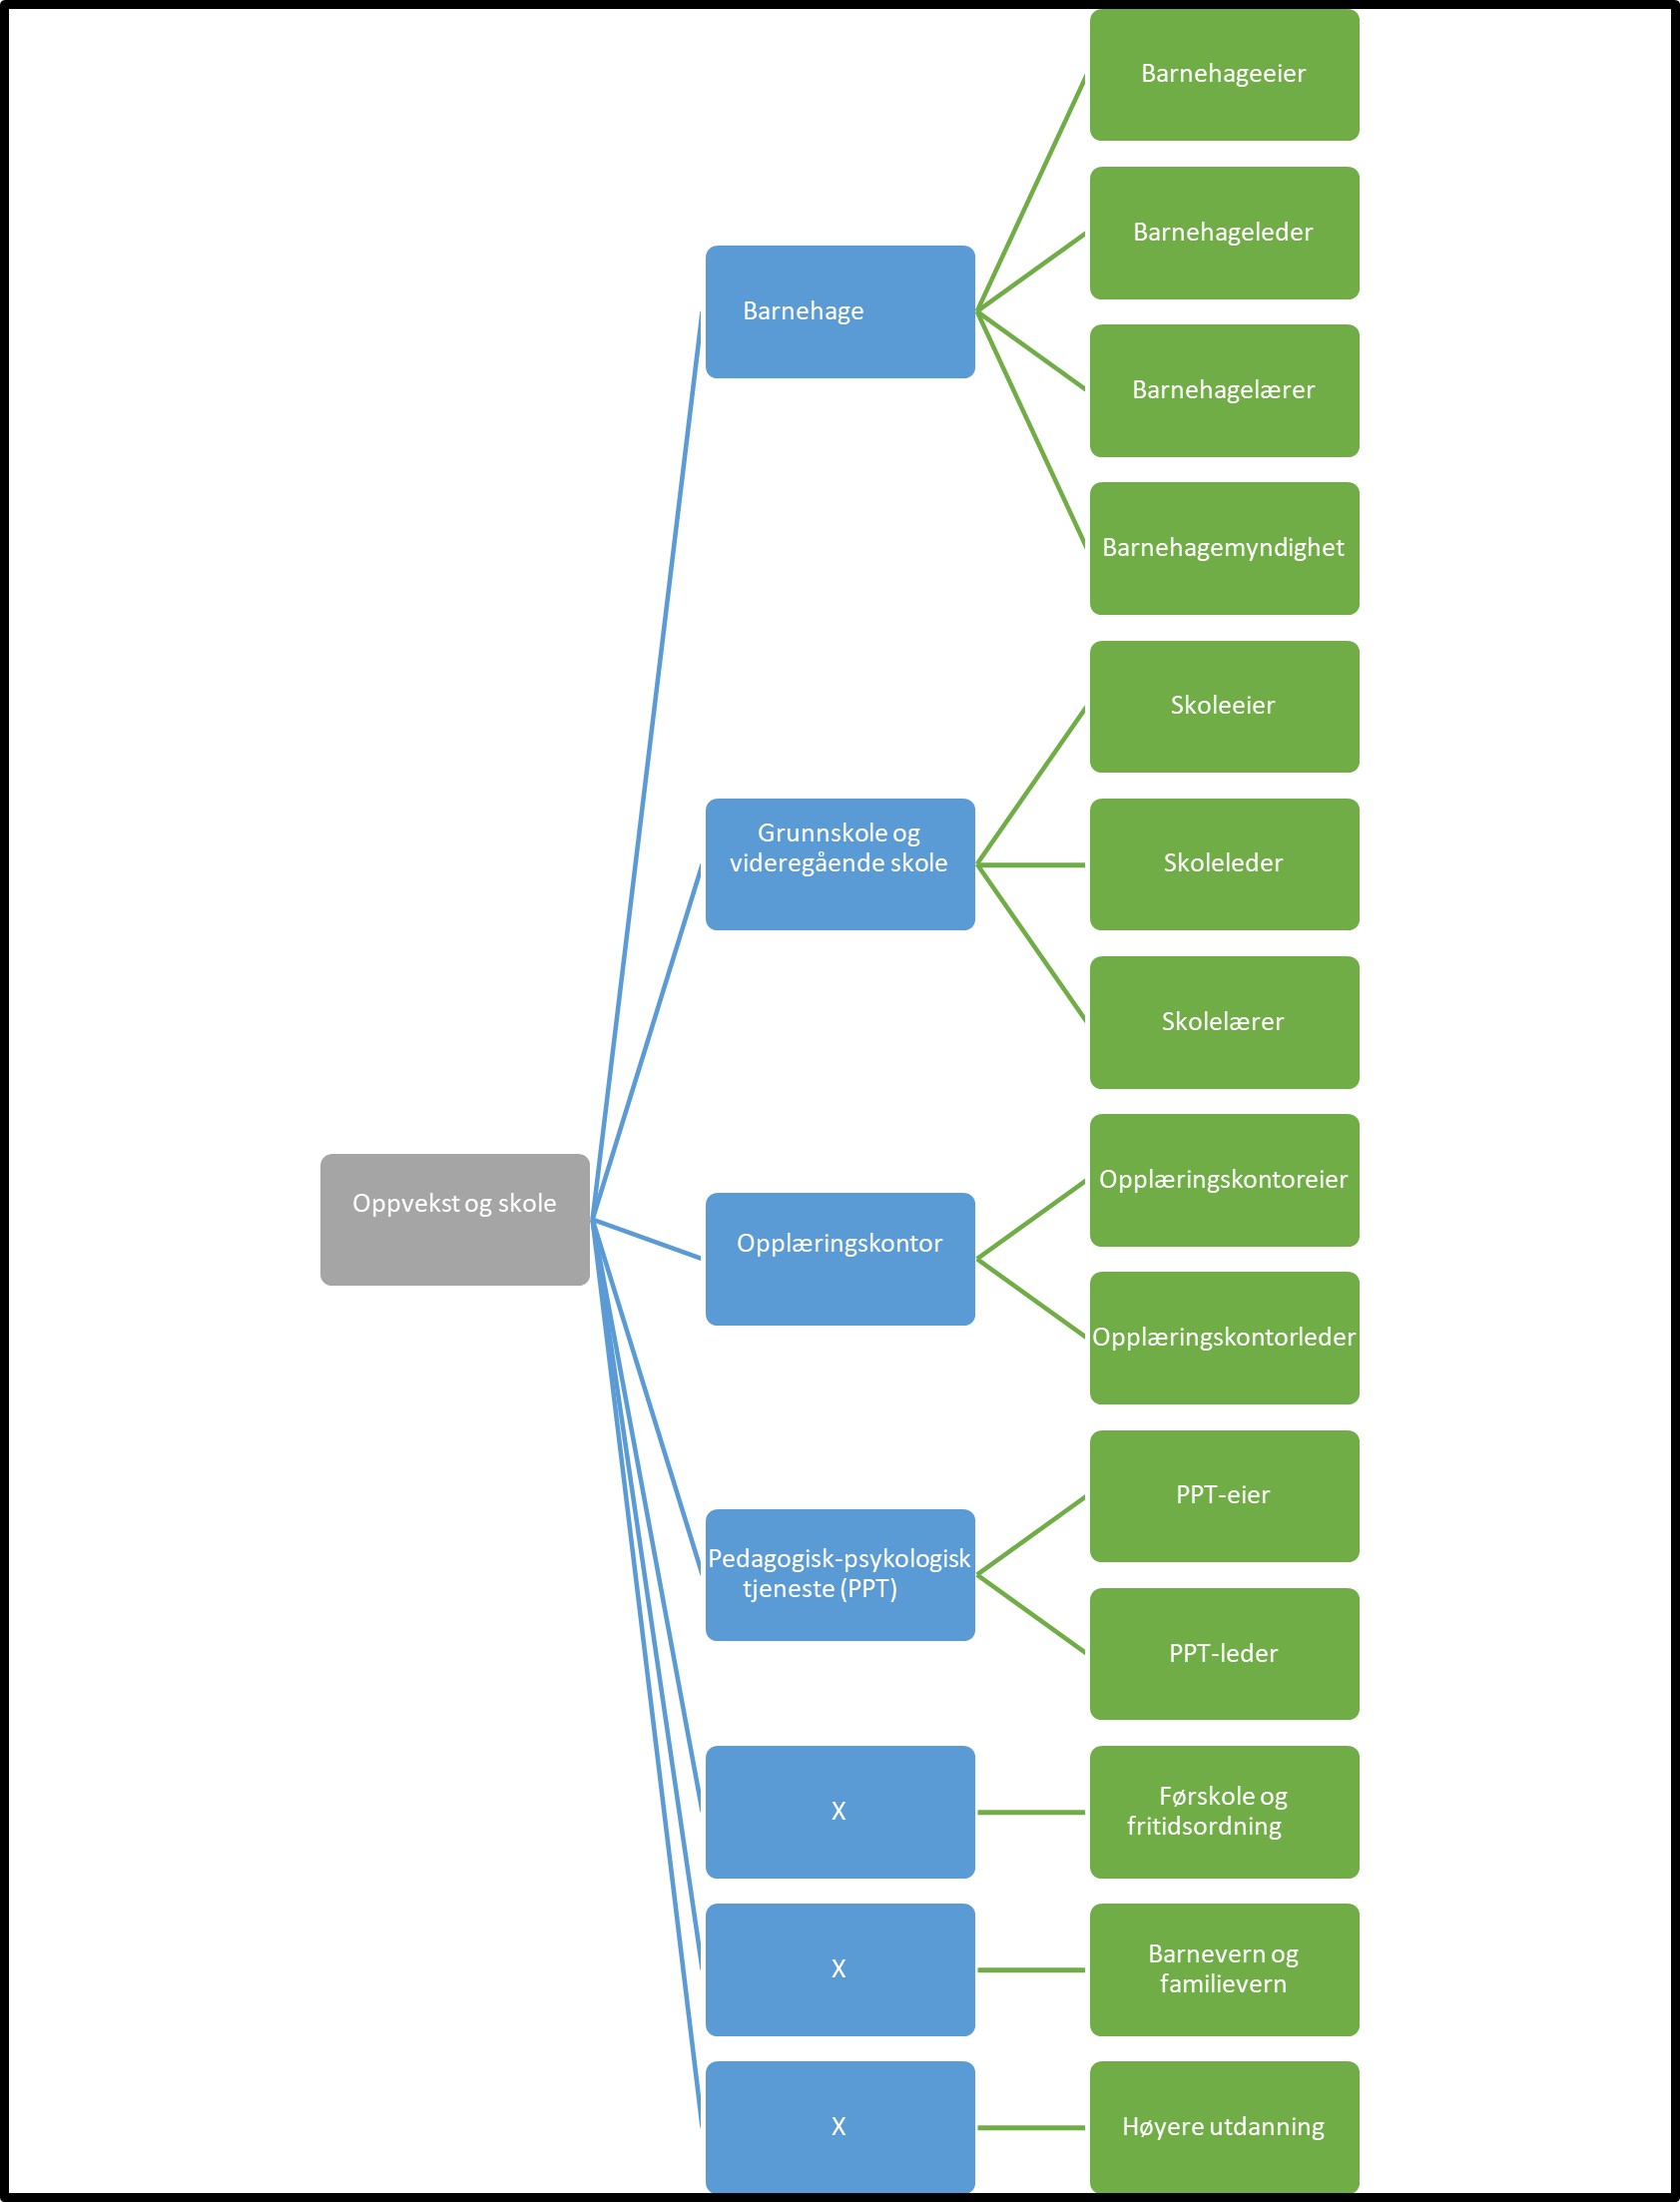 Oppvekst og skole
Barnehage
Barnehageeier
Barnehageleder
Barnehagelærer
Barnehagemyndighet
Grunnskole og
videregående skole
Skoleeier
Skoleleder
Skolelærer
Opplæringskontor
Opplæringskontoreier
Opplæringskontorleder
Pedagogisk-psykologisk
tjeneste (PPT)
PPT-eier
PPT-leder
X
Førskole og
fritidsordning
X
Barnevern og
familievern
X
Høyere utdanning